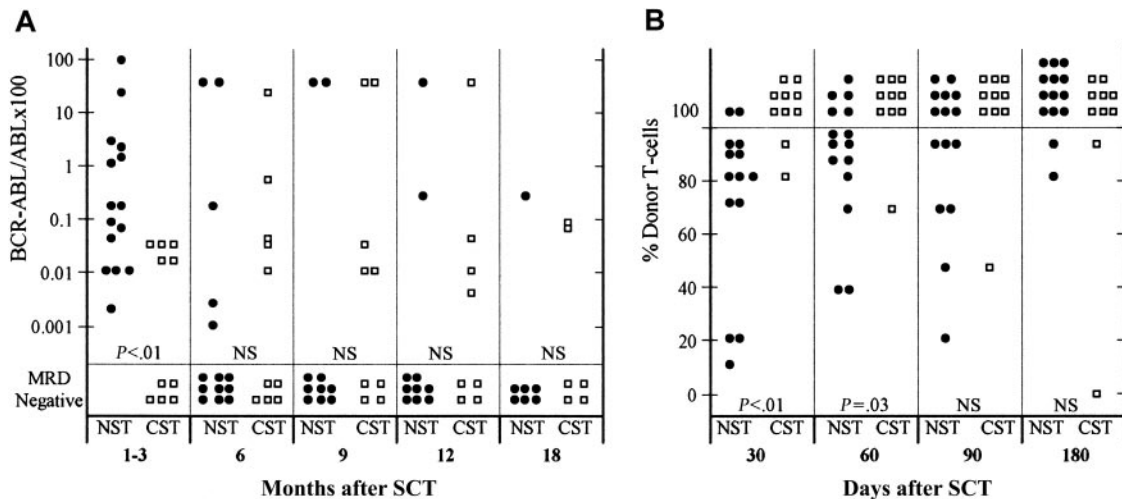 A
BCR-ABL/ABLx100
100
10
1
0.1
0.01
0.001
P<.01 NS NS NS NS
MRD
Negative
NST CST NST CST NST CST NST CST NST CST
1-3 6 9 12 18
Months after SCT
B
% Donor T-cells
100
80
60
40
20
0
P<.01 P=.03 NS NS
NST CST NST CST NST CST NST CST
30 60 90 180
Days after SCT